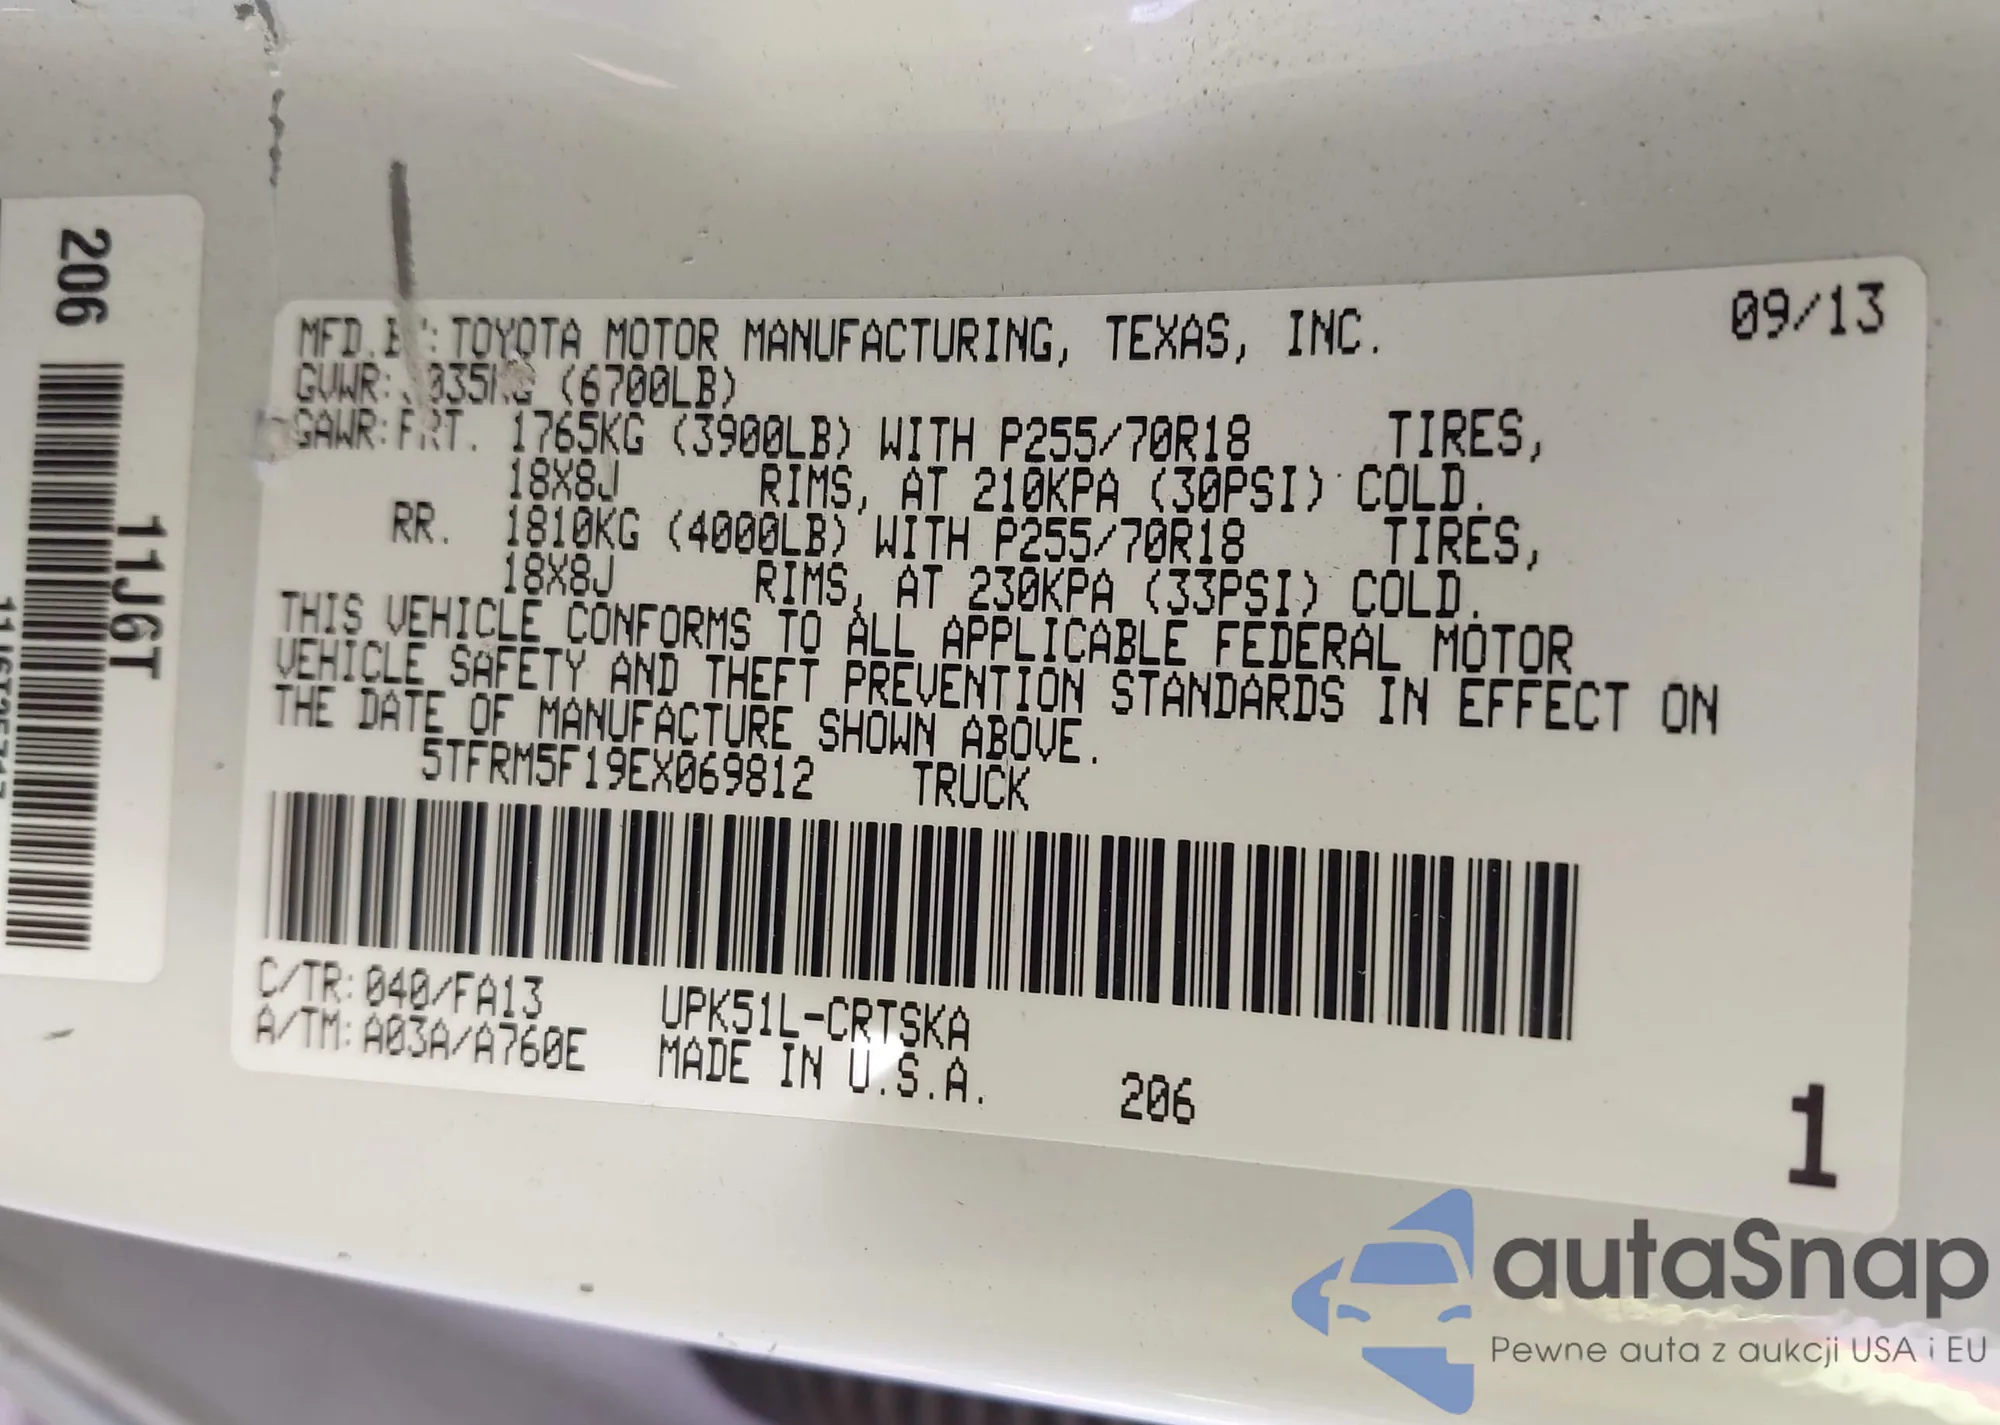 206
11J6T
MFD.BY:TOYOTA MOTOR MANUFACTURING, TEXAS, INC. 09/13
GVWR: 3035KG (6700LB)
GAWR:FRT. 1765KG (3900LB) WITH P255/70R18 TIRES,
18X8J RIMS, AT 210KPA (30PSI) COLD.
RR. 1810KG (4000LB) WITH P255/70R18 TIRES,
18X8J RIMS, AT 230KPA (33PSI) COLD.
THIS VEHICLE CONFORMS TO ALL APPLICABLE FEDERAL MOTOR
VEHICLE SAFETY AND THEFT PREVENTION STANDARDS IN EFFECT ON
THE DATE OF MANUFACTURE SHOWN ABOVE.
5TFRM5F19EX069812 TRUCK
C/TR:040/FA13 UPK51L-CRTSKA
A/TM:A03A/A760E MADE IN U.S.A. 206
1
autaSnap
Pewne auta z aukcji USA i EU